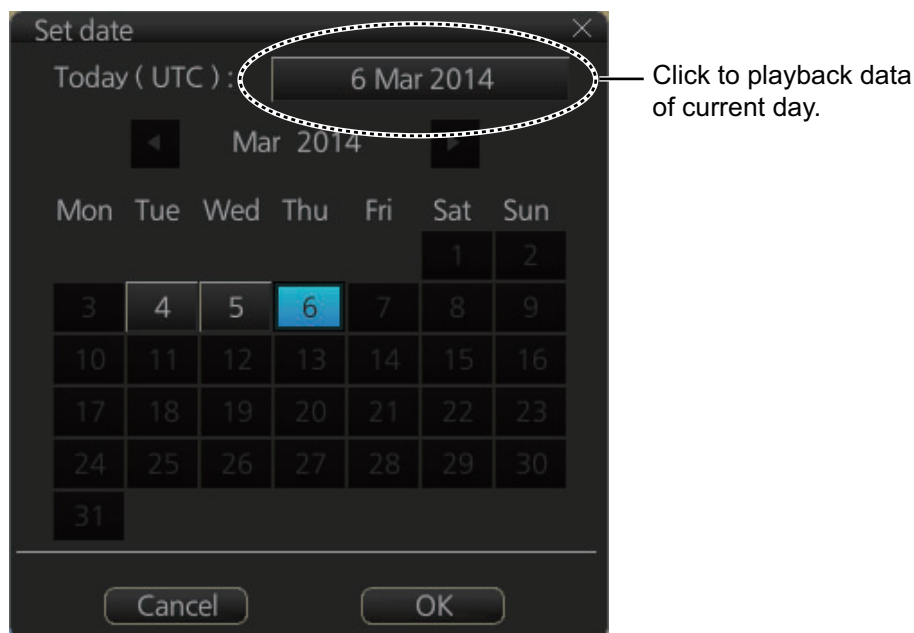 Set date
Today ( UTC ) : 6 Mar 2014
Mar 2014
Mon Tue Wed Thu Fri Sat Sun
1 2
3 4 5 6 7 8 9
10 11 12 13 14 15 16
17 18 19 20 21 22 23
24 25 26 27 28 29 30
31
Cancel OK
Click to playback data
of current day.